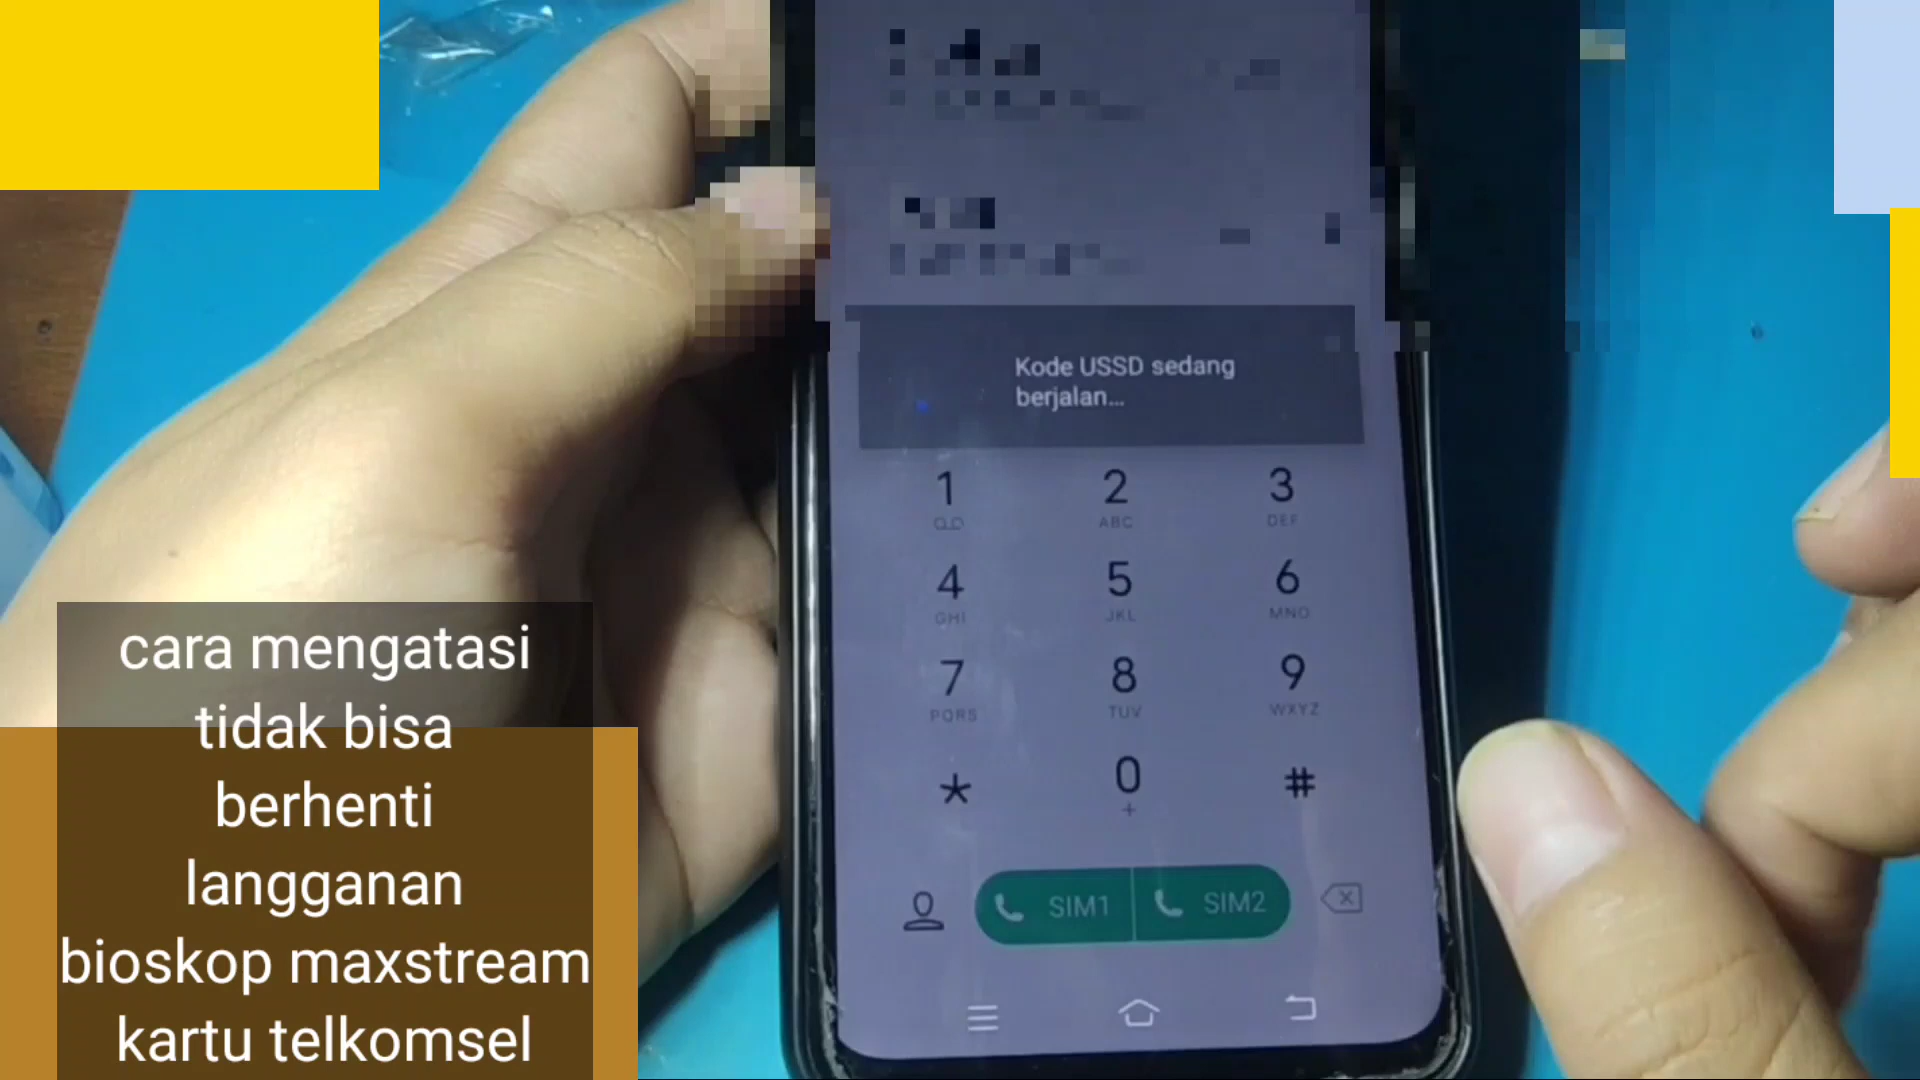 Kode USSD sedang
berjalan...
1 2 3
ABC DEF
4 5 6
GHI JKL MNO
7 8 9
PQRS TUV WXYZ
* 0 #
+
SIM1 SIM2
cara mengatasi
tidak bisa
berhenti
langganan
bioskop maxstream
kartu telkomsel